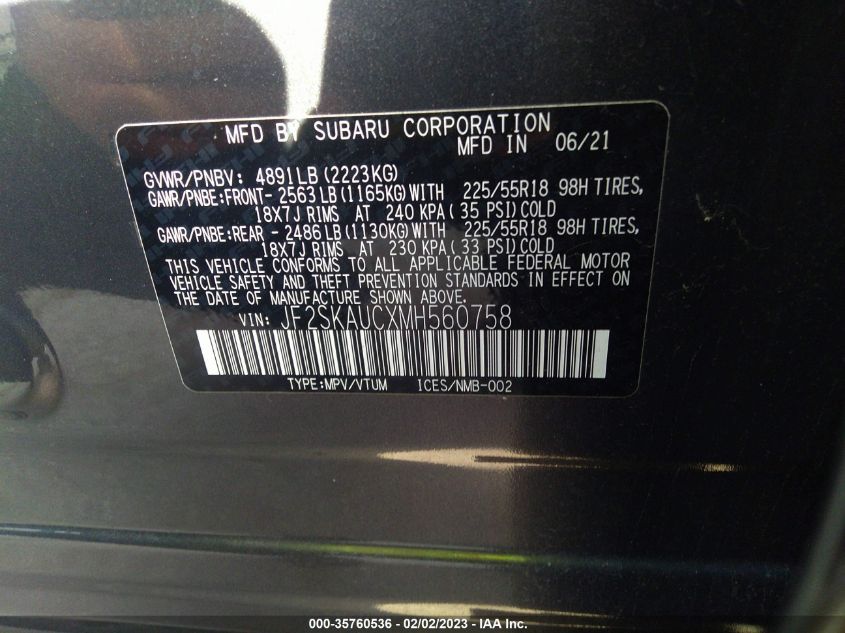 MFD BY SUBARU CORPORATION
MFD IN 06/21
GVWR/PNBV: 4891LB (2223KG)
GAWR/PNBE:FRONT- 2563LB (1165KG) WITH 225/55R18 98H TIRES,
18X7J RIMS AT 240 KPA ( 35 PSI) COLD
GAWR/PNBE:REAR - 2486LB (1130KG) WITH 225/55R18 98H TIRES,
18X7J RIMS AT 230 KPA ( 33 PSI) COLD
THIS VEHICLE CONFORMS TO ALL APPLICABLE FEDERAL MOTOR
VEHICLE SAFETY AND THEFT PREVENTION STANDARDS IN EFFECT ON
THE DATE OF MANUFACTURE SHOWN ABOVE.
VIN: JF2SKAUCXMH560758
TYPE:MPV/VTUM ICES/NMB-002
000-35760536 - 02/02/2023 - IAA Inc.